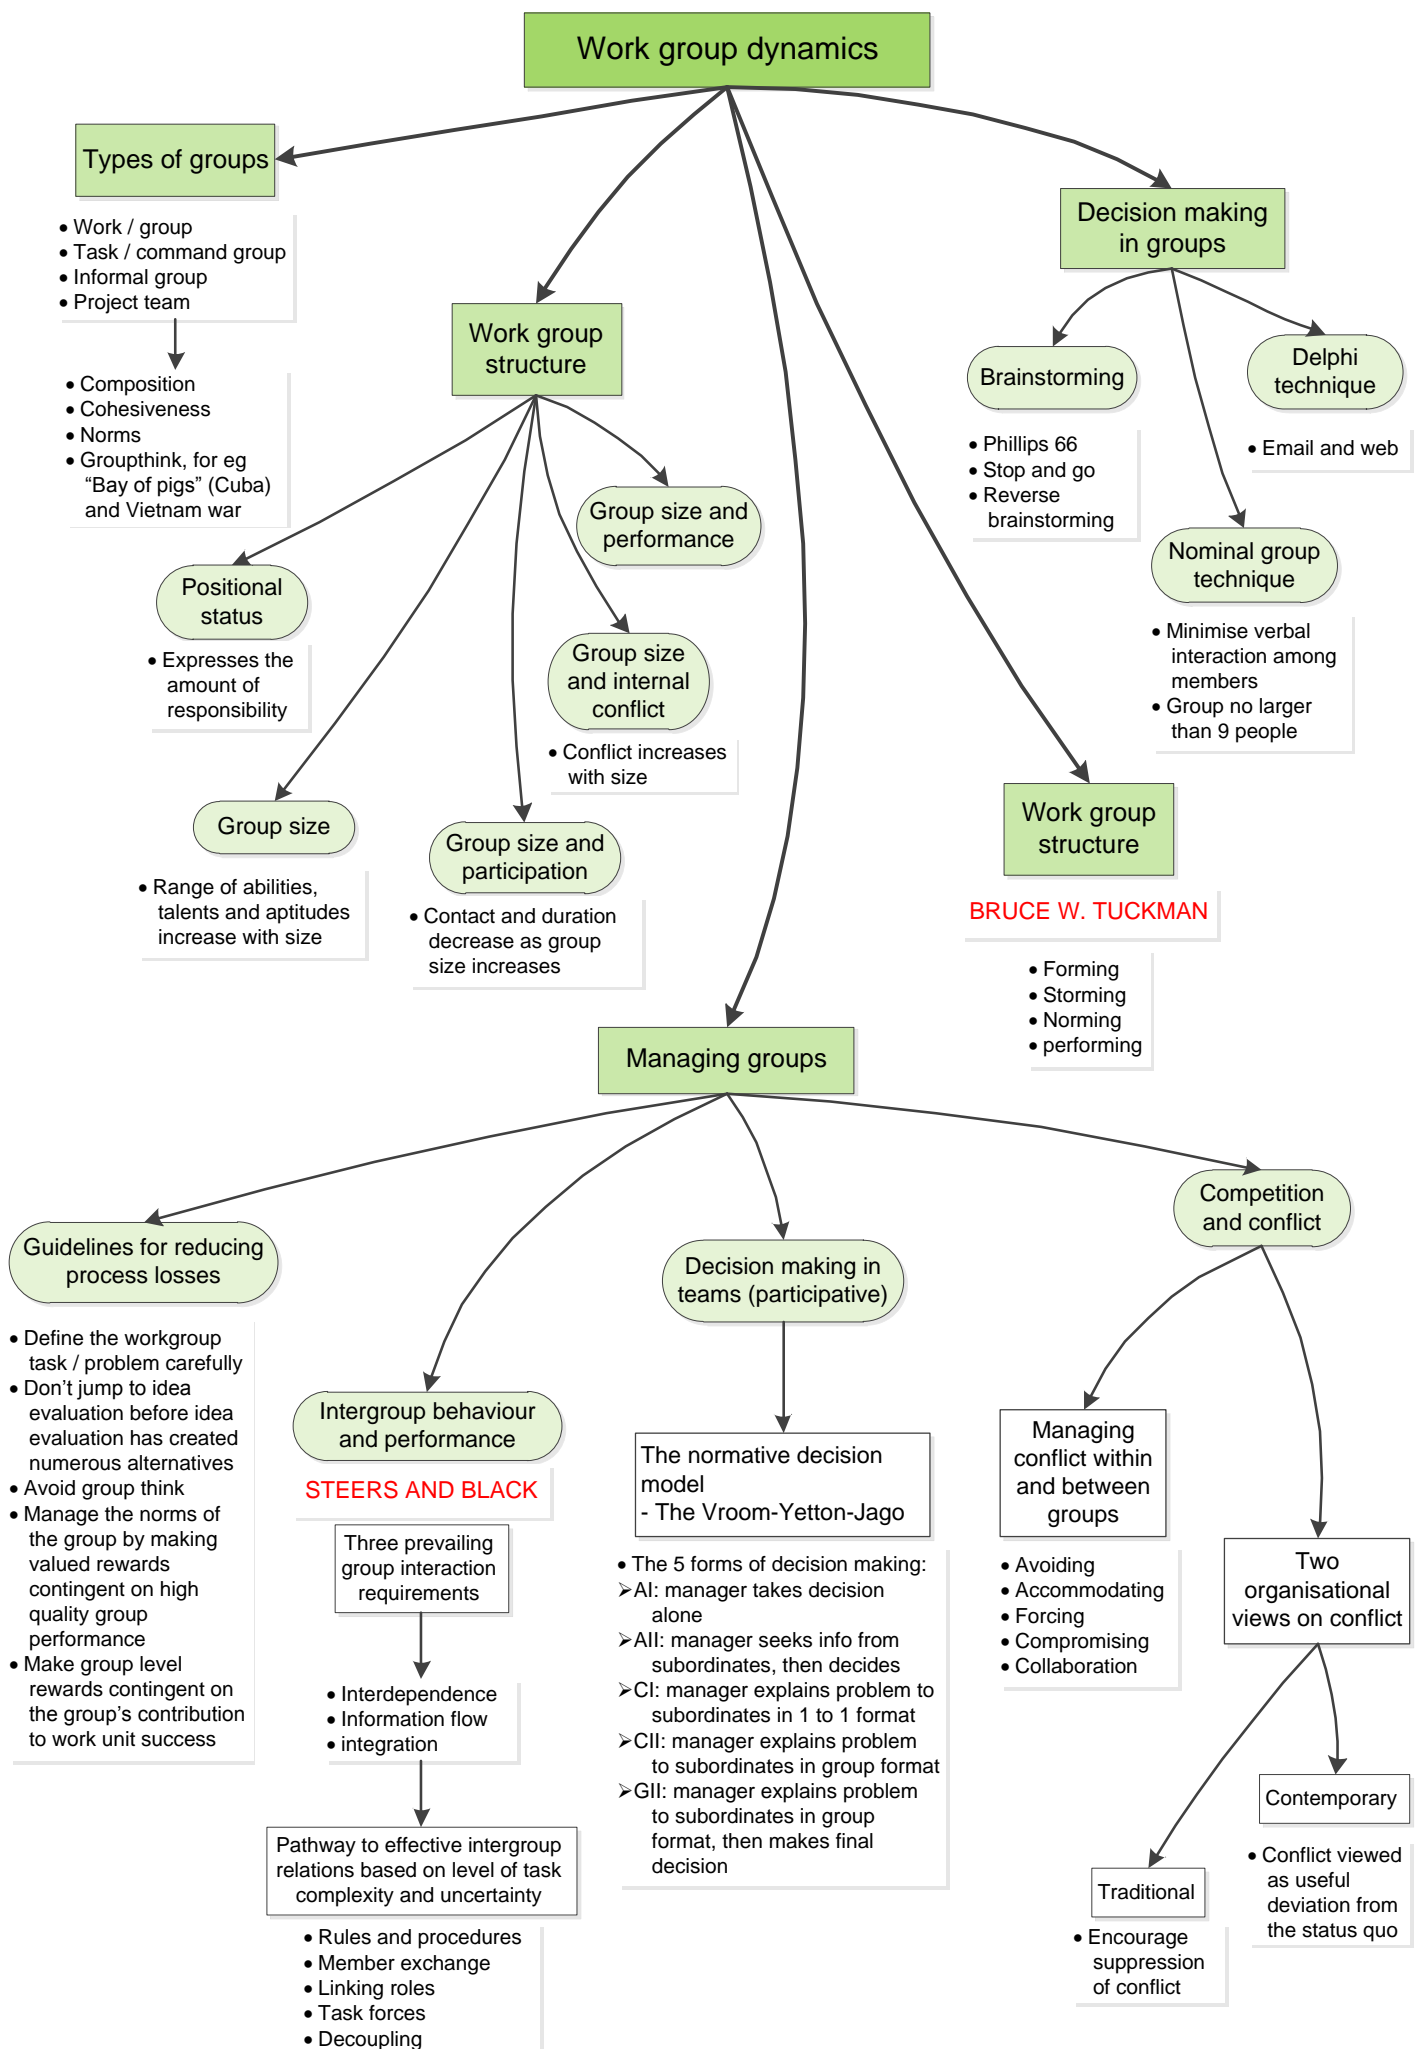 Work group dynamics
Types of groups
• Work / group
• Task / command group
• Informal group
• Project team
• Composition
• Cohesiveness
• Norms
• Groupthink, for eg
“Bay of pigs” (Cuba)
and Vietnam war
Work group
structure
Positional
status
• Expresses the
amount of
responsibility
Group size
• Range of abilities,
talents and aptitudes
increase with size
Group size and
participation
• Contact and duration
decrease as group
size increases
Group size
and internal
conflict
• Conflict increases
with size
Group size and
performance
Decision making
in groups
Brainstorming
• Phillips 66
• Stop and go
• Reverse
brainstorming
Delphi
technique
• Email and web
Nominal group
technique
• Minimise verbal
interaction among
members
• Group no larger
than 9 people
Work group
structure
BRUCE W. TUCKMAN
• Forming
• Storming
• Norming
• performing
Managing groups
Guidelines for reducing
process losses
• Define the workgroup
task / problem carefully
• Don’t jump to idea
evaluation before idea
evaluation has created
numerous alternatives
• Avoid group think
• Manage the norms of
the group by making
valued rewards
contingent on high
quality group
performance
• Make group level
rewards contingent on
the group’s contribution
to work unit success
Intergroup behaviour
and performance
STEERS AND BLACK
Three prevailing
group interaction
requirements
• Interdependence
• Information flow
• integration
Pathway to effective intergroup
relations based on level of task
complexity and uncertainty
• Rules and procedures
• Member exchange
• Linking roles
• Task forces
• Decoupling
Decision making in
teams (participative)
The normative decision
model
- The Vroom-Yetton-Jago
• The 5 forms of decision making:
➢AI: manager takes decision
alone
➢AII: manager seeks info from
subordinates, then decides
➢CI: manager explains problem to
subordinates in 1 to 1 format
➢CII: manager explains problem
to subordinates in group format
➢GII: manager explains problem
to subordinates in group
format, then makes final
decision
Competition
and conflict
Managing
conflict within
and between
groups
• Avoiding
• Accommodating
• Forcing
• Compromising
• Collaboration
Two
organisational
views on conflict
Traditional
• Encourage
suppression
of conflict
Contemporary
• Conflict viewed
as useful
deviation from
the status quo